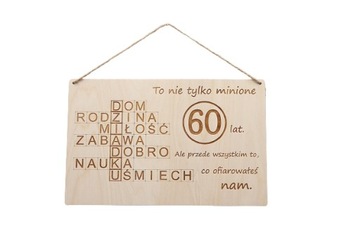 DOM
RODZINA
MIŁOŚĆ
ZABAWA
DOBRO
NAUKA
UŚMIECH
To nie tylko minione
60 lat.
Ale przede wszystkim to,
co ofiarowałeś
nam.